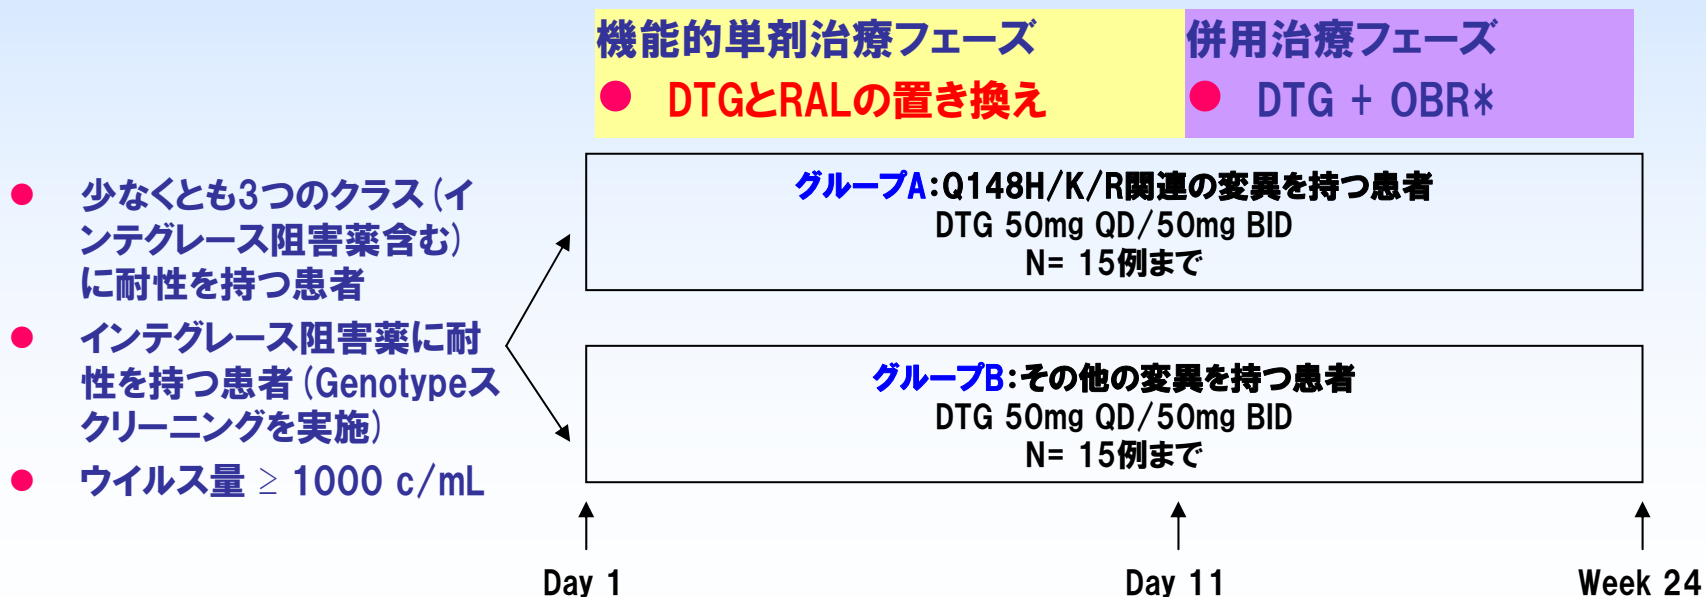 機能的単剤治療フェーズ
● DTGとRALの置き換え
併用治療フェーズ
● DTG + OBR*
● 少なくとも3つのクラス(イ
ンテグレース阻害薬含む)
に耐性を持つ患者
● インテグレース阻害薬に耐
性を持つ患者(Genotypeス
クリーニングを実施)
● ウイルス量 ≥ 1000 c/mL
グループA:Q148H/K/R関連の変異を持つ患者
DTG 50mg QD/50mg BID
N= 15例まで
グループB:その他の変異を持つ患者
DTG 50mg QD/50mg BID
N= 15例まで
Day 1
Day 11
Week 24